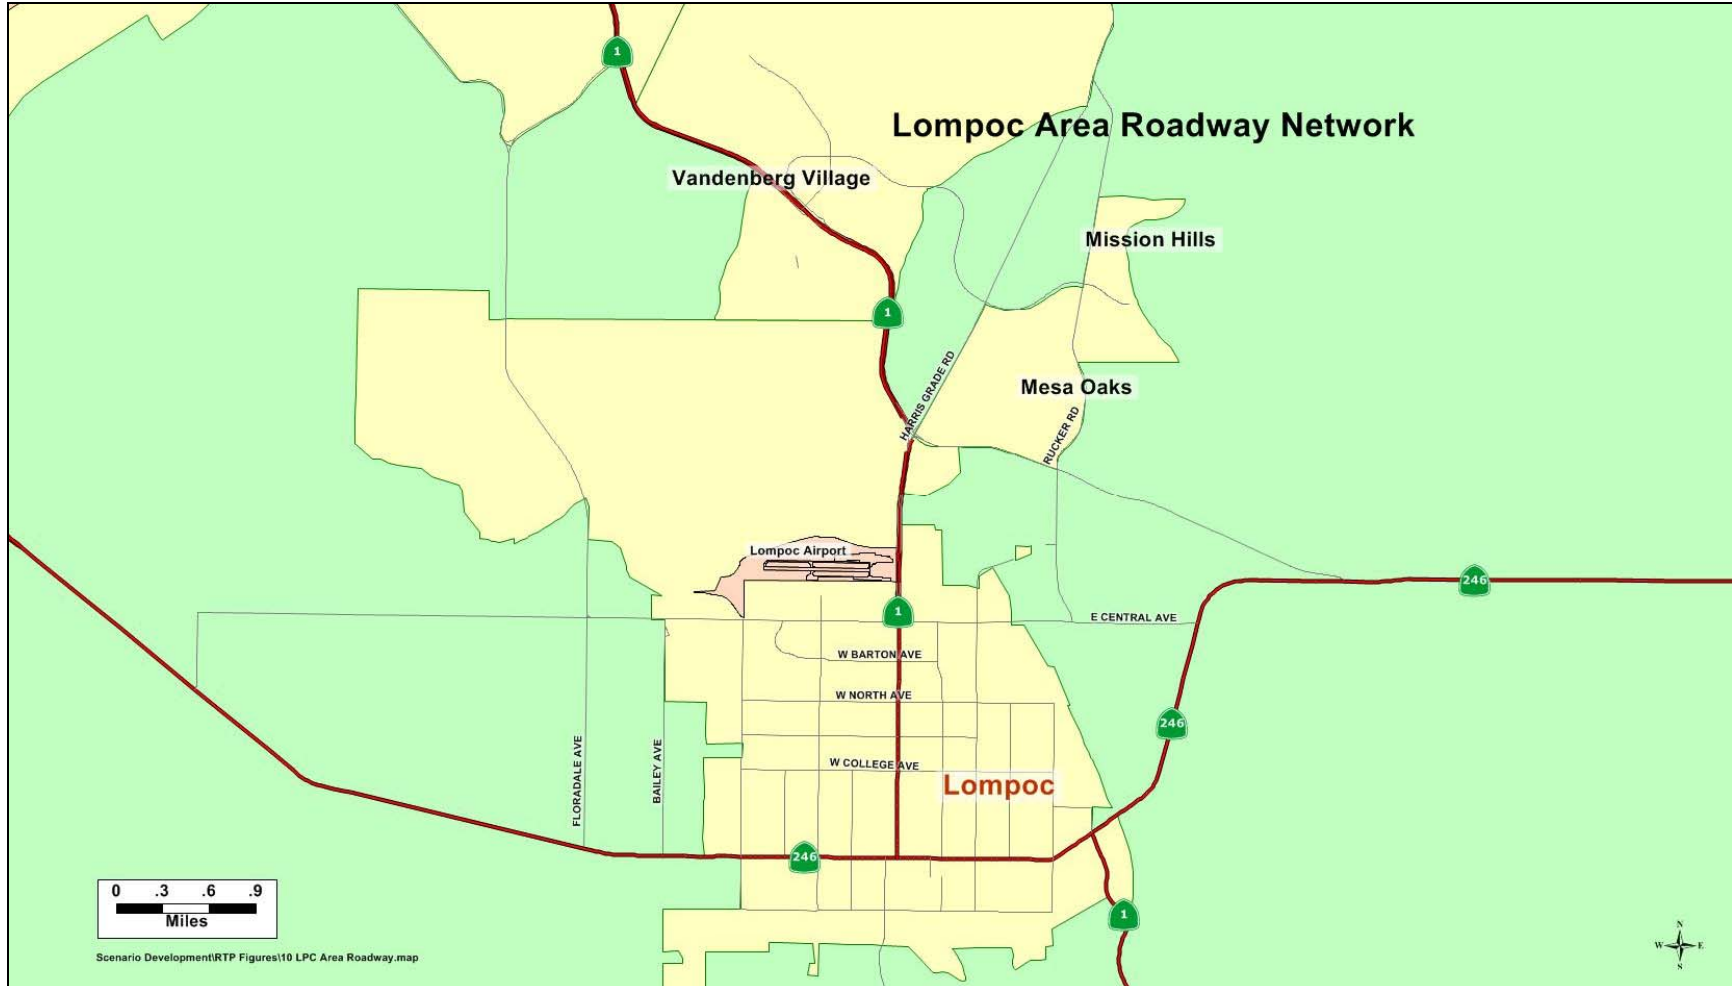 1
Lompoc Area Roadway Network
Vandenberg Village
Mission Hills
1
HARRIS GRADE RD
Mesa Oaks
RUCKER RD
Lompoc Airport
246
1
E CENTRAL AVE
W BARTON AVE
W NORTH AVE
246
FLORADALE AVE
BAILEY AVE
W COLLEGE AVE
Lompoc
246
0 .3 .6 .9
Miles
1
N
W E
S
Scenario Development\RTP Figures\10 LPC Area Roadway.map